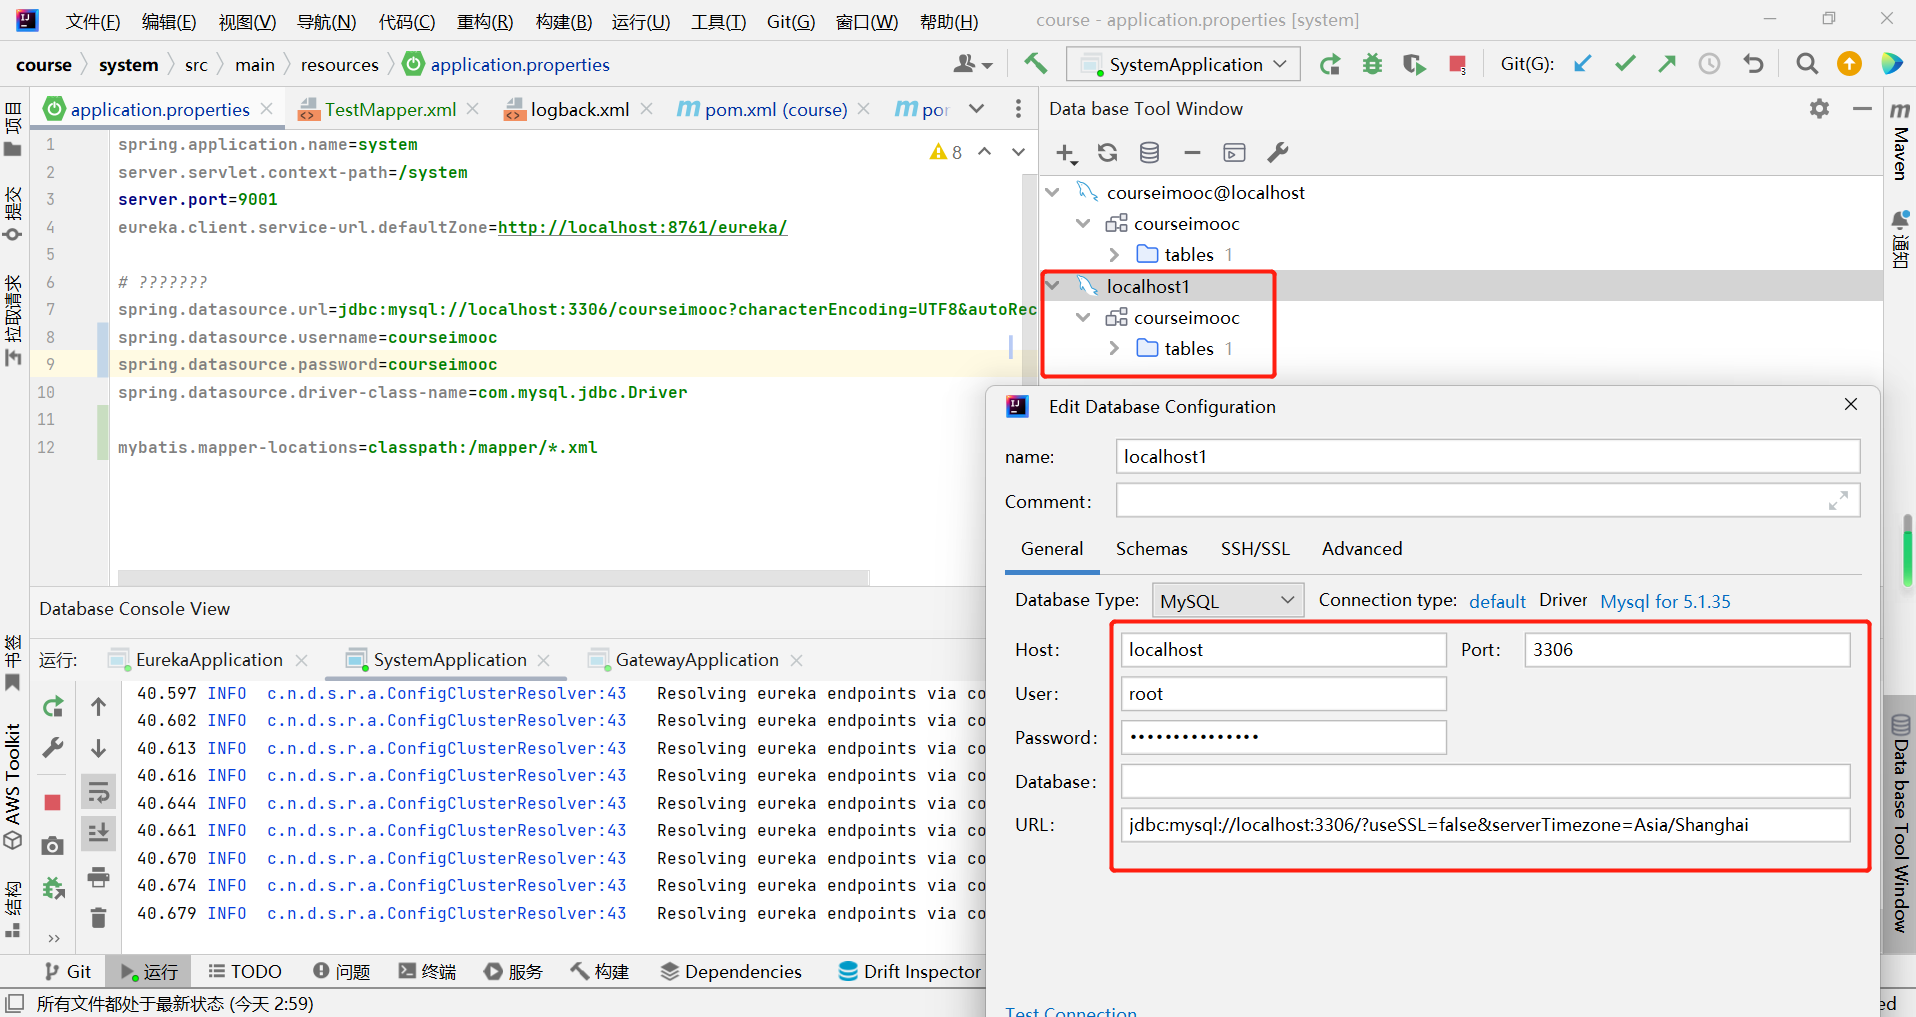 文件(F) 编辑(E) 视图(V) 导航(N) 代码(C) 重构(R) 构建(B) 运行(U) 工具(T) Git(G) 窗口(W) 帮助(H) course - application.properties [system]
course system src main resources application.properties SystemApplication 3 Git(G):
application.properties TestMapper.xml logback.xml pom.xml (course) por
Data base Tool Window
项目
提交
拉取请求
8
1 spring.application.name=system
2 server.servlet.context-path=/system
3 server.port=9001
4 eureka.client.service-url.defaultZone=http://localhost:8761/eureka/
5
6 # ???????
7 spring.datasource.url=jdbc:mysql://localhost:3306/courseimooc?characterEncoding=UTF8&autoRec
8 spring.datasource.username=courseimooc
9 spring.datasource.password=courseimooc
10 spring.datasource.driver-class-name=com.mysql.jdbc.Driver
11
12 mybatis.mapper-locations=classpath:/mapper/*.xml
courseimooc@localhost
courseimooc
tables 1
localhost1
courseimooc
tables 1
Maven
通知
Data base Tool Window
Edit Database Configuration
name: localhost1
Comment:
General Schemas SSH/SSL Advanced
Database Type: MySQL Connection type: default Driver Mysql for 5.1.35
Host: localhost Port: 3306
User: root
Password: •••••••••••••••
Database:
URL: jdbc:mysql://localhost:3306/?useSSL=false&serverTimezone=Asia/Shanghai
Test Connection
Database Console View
书签
AWS Toolkit
结构
运行: EurekaApplication SystemApplication GatewayApplication
40.597 INFO c.n.d.s.r.a.ConfigClusterResolver:43 Resolving eureka endpoints via co
40.602 INFO c.n.d.s.r.a.ConfigClusterResolver:43 Resolving eureka endpoints via co
40.613 INFO c.n.d.s.r.a.ConfigClusterResolver:43 Resolving eureka endpoints via co
40.616 INFO c.n.d.s.r.a.ConfigClusterResolver:43 Resolving eureka endpoints via co
40.644 INFO c.n.d.s.r.a.ConfigClusterResolver:43 Resolving eureka endpoints via co
40.661 INFO c.n.d.s.r.a.ConfigClusterResolver:43 Resolving eureka endpoints via co
40.670 INFO c.n.d.s.r.a.ConfigClusterResolver:43 Resolving eureka endpoints via co
40.674 INFO c.n.d.s.r.a.ConfigClusterResolver:43 Resolving eureka endpoints via co
40.679 INFO c.n.d.s.r.a.ConfigClusterResolver:43 Resolving eureka endpoints via co
Git 运行 TODO 问题 终端 服务 构建 Dependencies Drift Inspector
所有文件都处于最新状态 (今天 2:59) ed